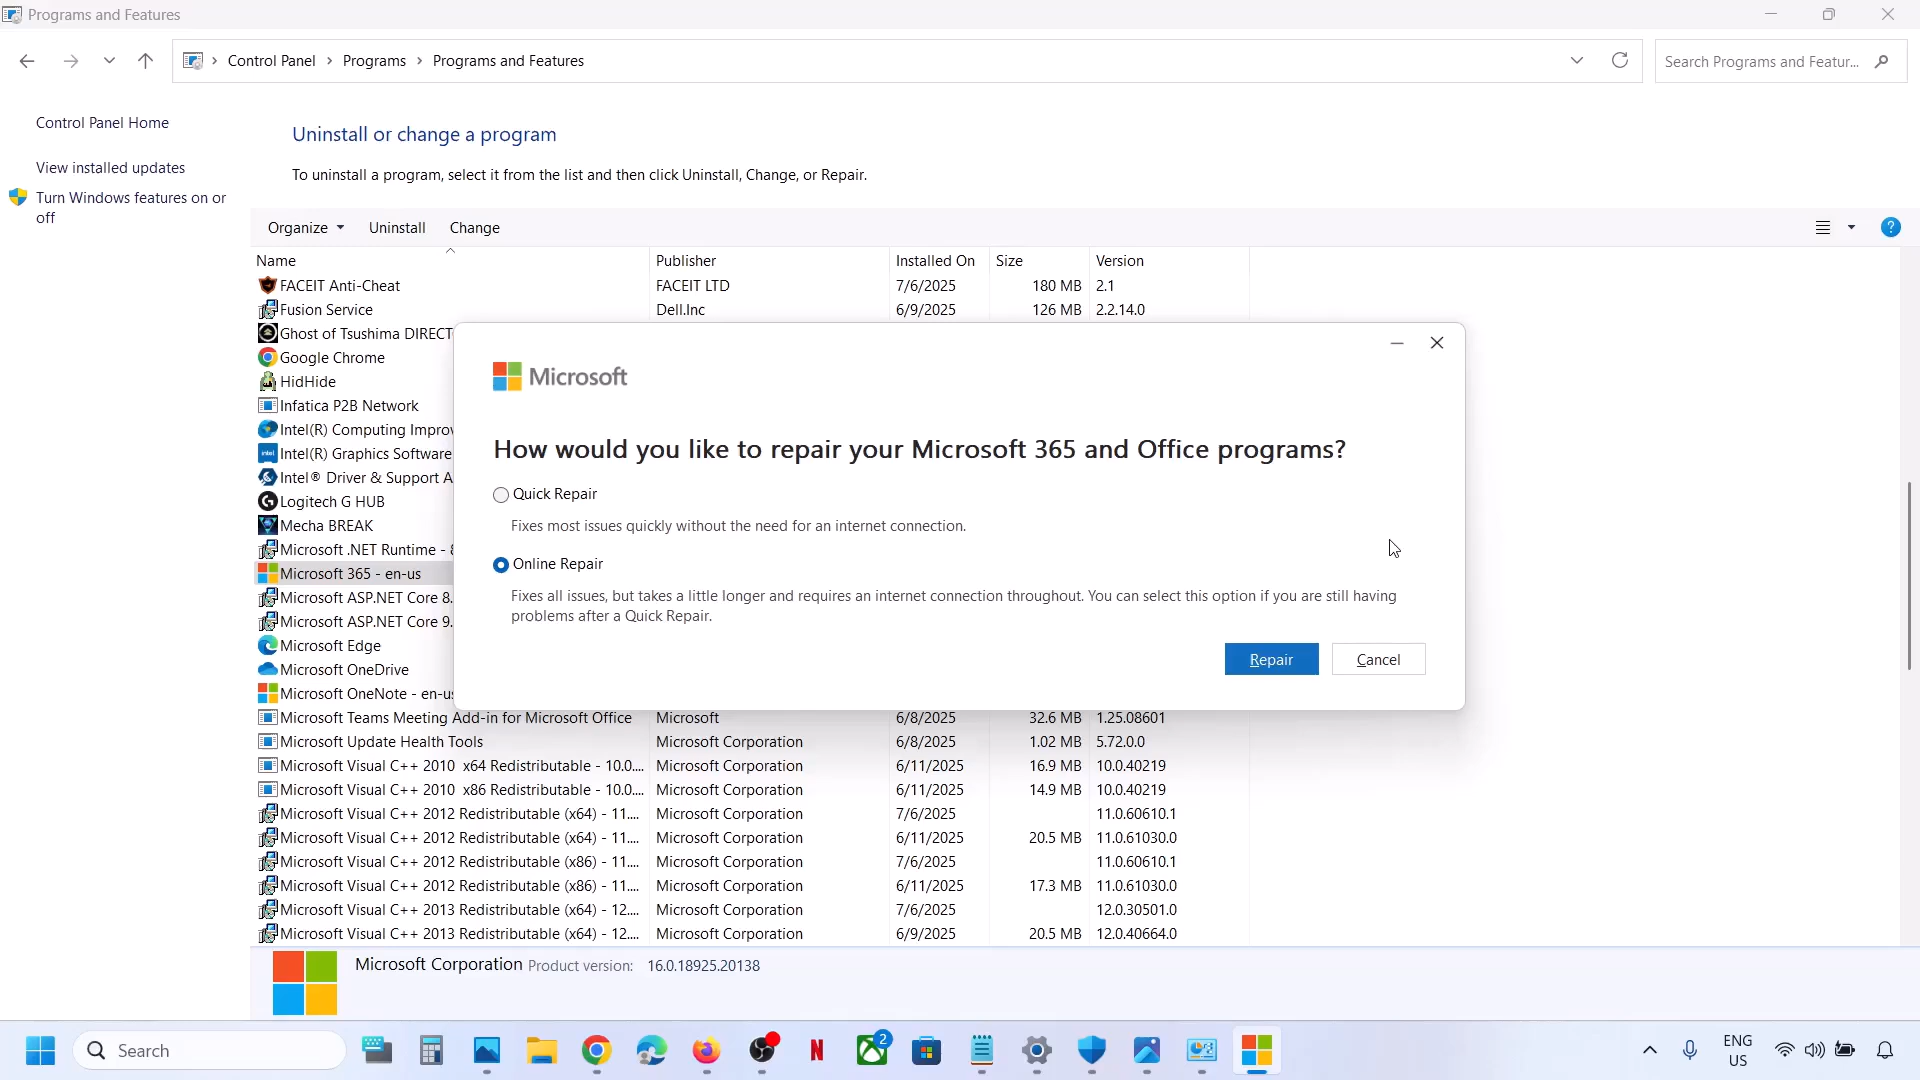 Programs and Features
Control Panel > Programs > Programs and Features
Search Programs and Featur...
Control Panel Home
View installed updates
Turn Windows features on or
off
Uninstall or change a program
To uninstall a program, select it from the list and then click Uninstall, Change, or Repair.
Organize Uninstall Change
Name Publisher Installed On Size Version
FACEIT Anti-Cheat FACEIT LTD 7/6/2025 180 MB 2.1
Fusion Service Dell.Inc 6/9/2025 126 MB 2.2.14.0
Ghost of Tsushima DIRECT
Google Chrome
HidHide
Infatica P2B Network
Intel(R) Computing Improv
Intel(R) Graphics Software
Intel® Driver & Support A
Logitech G HUB
Mecha BREAK
Microsoft .NET Runtime - 8
Microsoft 365 - en-us
Microsoft ASP.NET Core 8.
Microsoft ASP.NET Core 9.
Microsoft Edge
Microsoft OneDrive
Microsoft OneNote - en-us
Microsoft
How would you like to repair your Microsoft 365 and Office programs?
Quick Repair
Fixes most issues quickly without the need for an internet connection.
Online Repair
Fixes all issues, but takes a little longer and requires an internet connection throughout. You can select this option if you are still having
problems after a Quick Repair.
Repair Cancel
Microsoft Teams Meeting Add-in for Microsoft Office Microsoft 6/8/2025 32.6 MB 1.25.08601
Microsoft Update Health Tools Microsoft Corporation 6/8/2025 1.02 MB 5.72.0.0
Microsoft Visual C++ 2010 x64 Redistributable - 10.0.... Microsoft Corporation 6/11/2025 16.9 MB 10.0.40219
Microsoft Visual C++ 2010 x86 Redistributable - 10.0.... Microsoft Corporation 6/11/2025 14.9 MB 10.0.40219
Microsoft Visual C++ 2012 Redistributable (x64) - 11.... Microsoft Corporation 7/6/2025 11.0.60610.1
Microsoft Visual C++ 2012 Redistributable (x64) - 11.... Microsoft Corporation 6/11/2025 20.5 MB 11.0.61030.0
Microsoft Visual C++ 2012 Redistributable (x86) - 11.... Microsoft Corporation 7/6/2025 11.0.60610.1
Microsoft Visual C++ 2012 Redistributable (x86) - 11.... Microsoft Corporation 6/11/2025 17.3 MB 11.0.61030.0
Microsoft Visual C++ 2013 Redistributable (x64) - 12.... Microsoft Corporation 7/6/2025 12.0.30501.0
Microsoft Visual C++ 2013 Redistributable (x64) - 12.... Microsoft Corporation 6/9/2025 20.5 MB 12.0.40664.0
Microsoft Corporation Product version: 16.0.18925.20138
Search
2
ENG
US